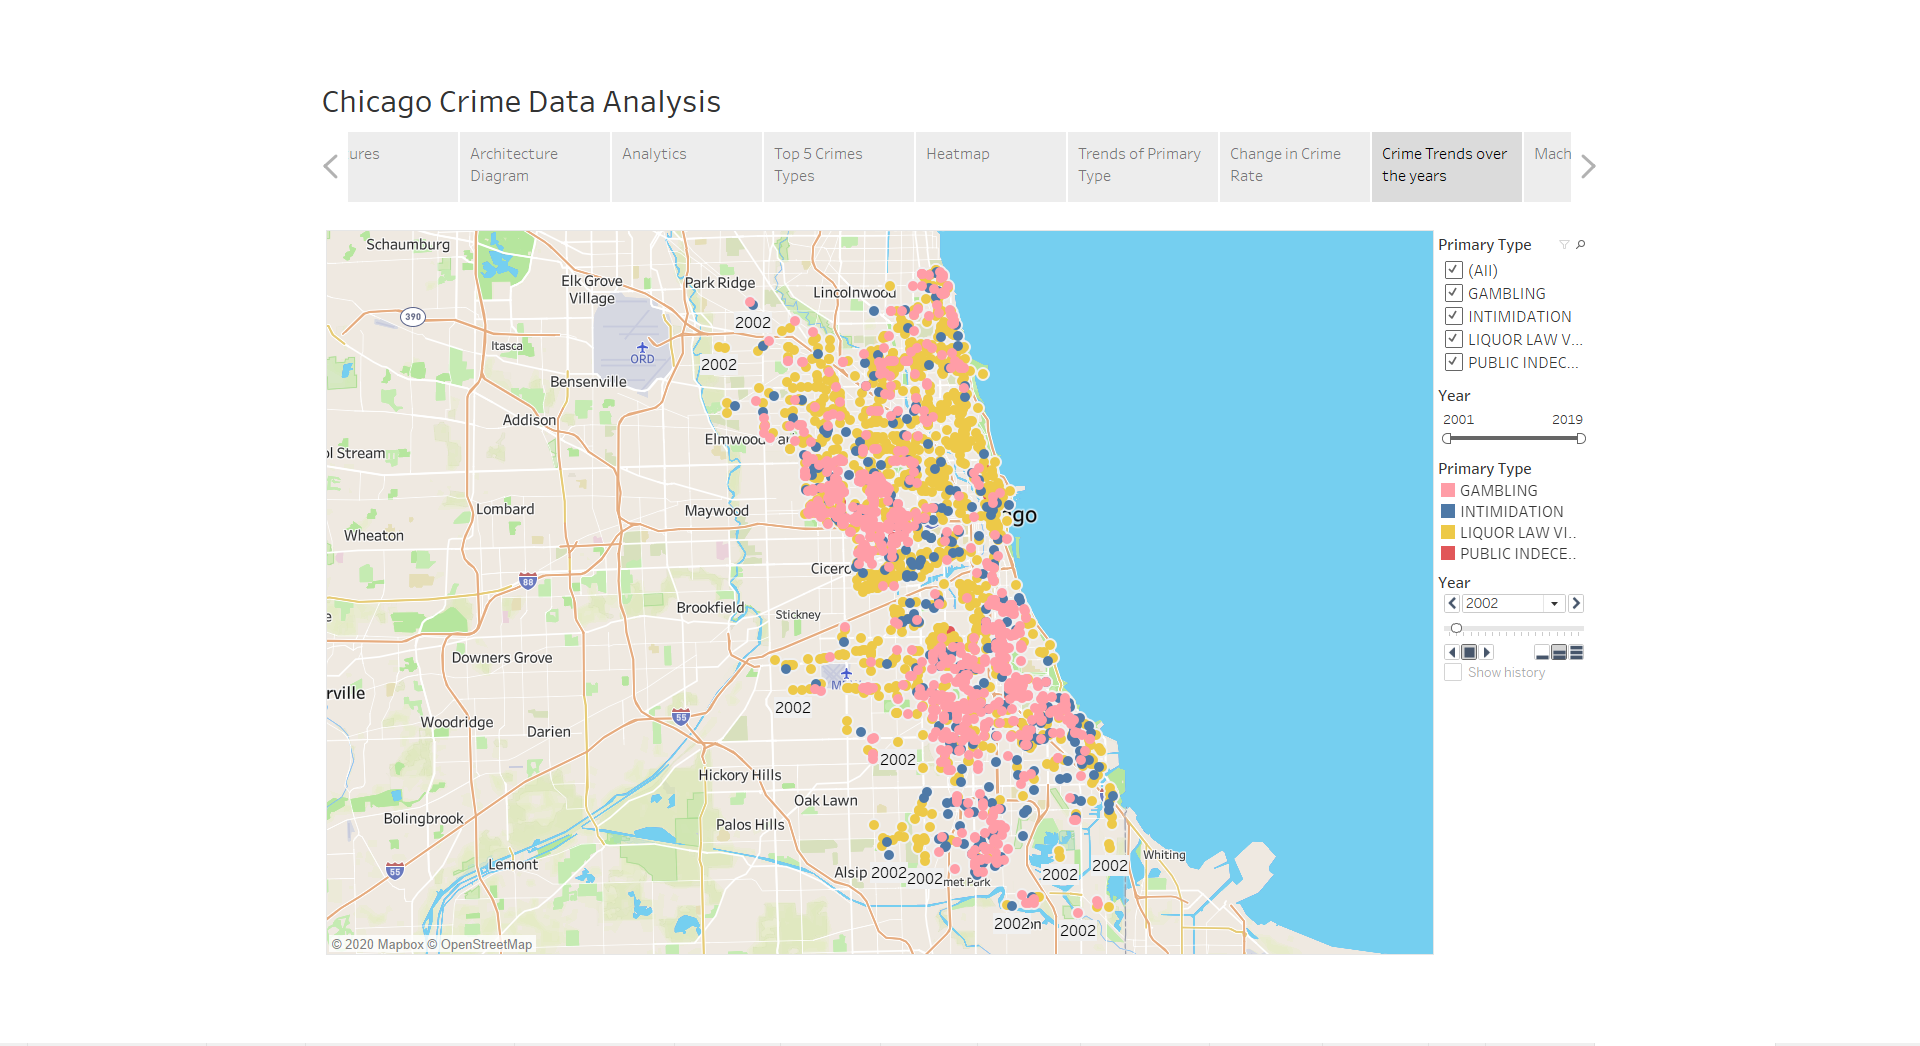 Chicago Crime Data Analysis
ures
Architecture
Diagram
Analytics
Top 5 Crimes
Types
Heatmap
Trends of Primary
Type
Change in Crime
Rate
Crime Trends over
the years
Mach
Schaumburg
Elk Grove
Village
Park Ridge
Lincolnwood
390
2002
Itasca
ORD
2002
Bensenville
Addison
Elmwood
ol Stream
Lombard
Maywood
go
Wheaton
Cicero
88
Brookfield
Stickney
e
Downers Grove
rville
2002
55
Woodridge
Darien
2002
Hickory Hills
Oak Lawn
Bolingbrook
Palos Hills
Whiting
Lemont
55
Alsip 2002
2002
met Park
2002
2002
2002
n
2002
© 2020 Mapbox © OpenStreetMap
Primary Type
(All)
GAMBLING
INTIMIDATION
LIQUOR LAW V...
PUBLIC INDEC...
Year
2001 2019
Primary Type
GAMBLING
INTIMIDATION
LIQUOR LAW VI..
PUBLIC INDECE..
Year
2002
Show history